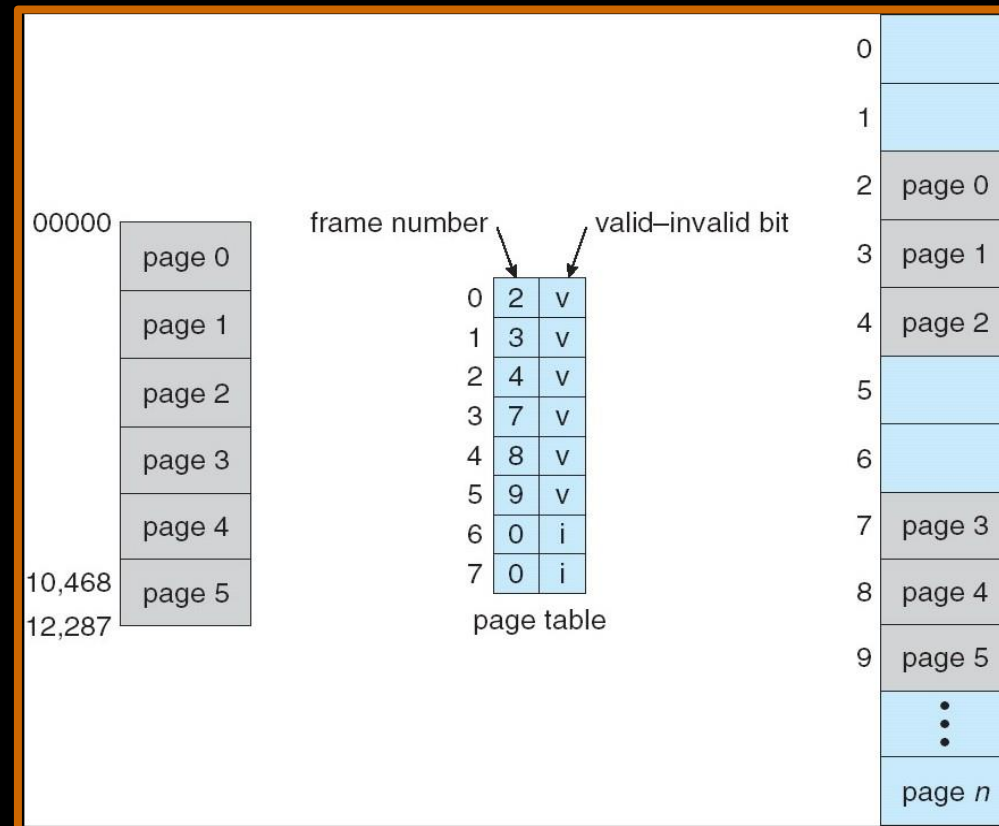 00000
page 0
page 1
page 2
page 3
page 4
10,468
page 5
12,287
frame number
valid–invalid bit
0 2 v
1 3 v
2 4 v
3 7 v
4 8 v
5 9 v
6 0 i
7 0 i
page table
0
1
2 page 0
3 page 1
4 page 2
5
6
7 page 3
8 page 4
9 page 5
page n